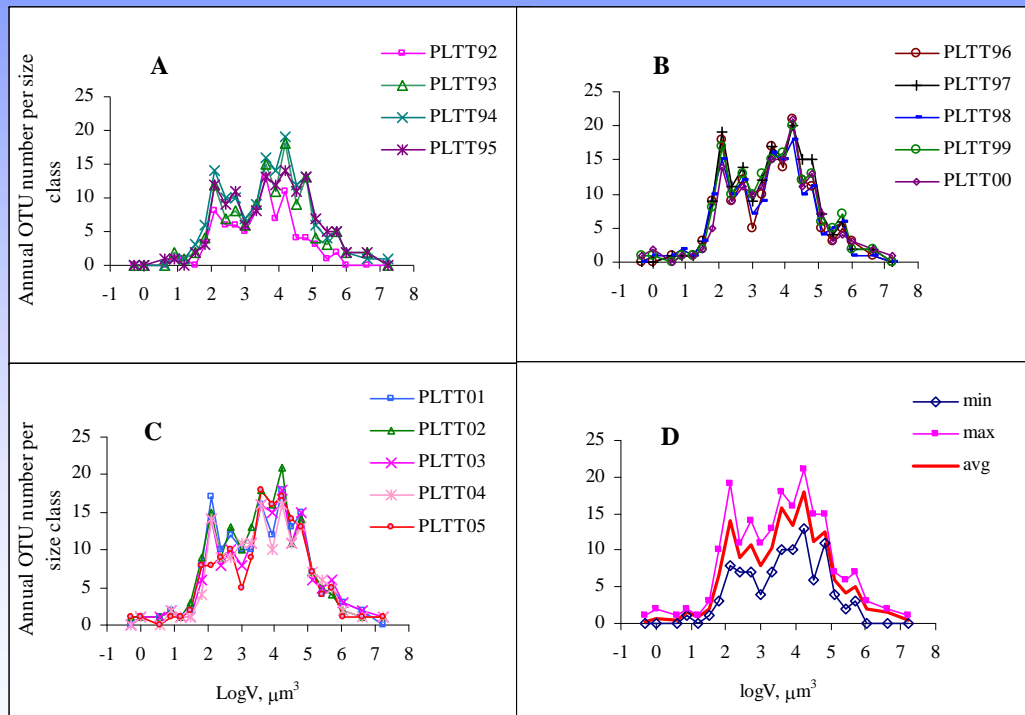 Annual OTU number per size
class
A
PLTT92
PLTT93
PLTT94
PLTT95
25
20
15
10
5
0
-1 0 1 2 3 4 5 6 7 8
B
PLTT96
PLTT97
PLTT98
PLTT99
PLTT00
25
20
15
10
5
0
-1 0 1 2 3 4 5 6 7 8
Annual OTU number per
size class
C
PLTT01
PLTT02
PLTT03
PLTT04
PLTT05
25
20
15
10
5
0
-1 0 1 2 3 4 5 6 7 8
LogV, μm³
D
min
max
avg
25
20
15
10
5
0
-1 0 1 2 3 4 5 6 7 8
logV, μm³